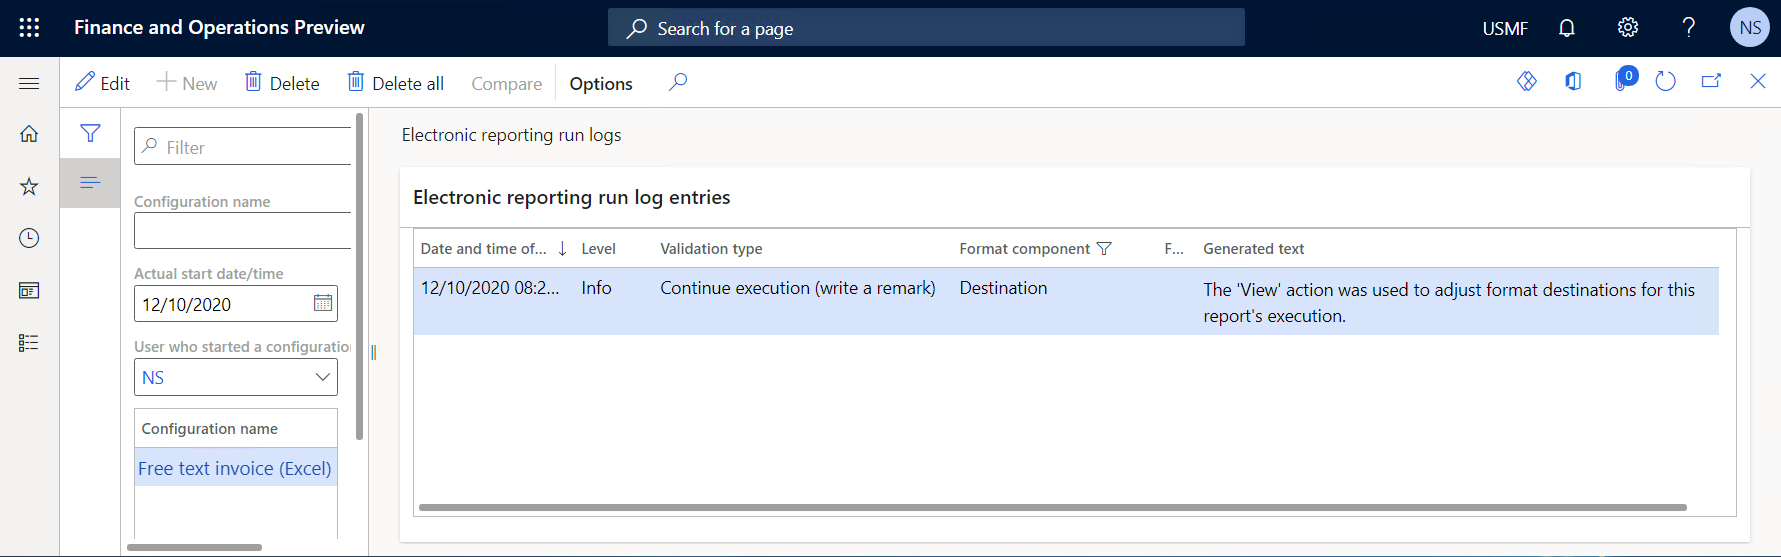 Finance and Operations Preview
Search for a page
USMF
NS
Edit
New
Delete
Delete all
Compare
Options
0
Filter
Configuration name
Actual start date/time
12/10/2020
User who started a configuratio
NS
Configuration name
Free text invoice (Excel)
Electronic reporting run logs
Electronic reporting run log entries
Date and time of... Level Validation type Format component F... Generated text
12/10/2020 08:2... Info Continue execution (write a remark) Destination The 'View' action was used to adjust format destinations for this
report's execution.